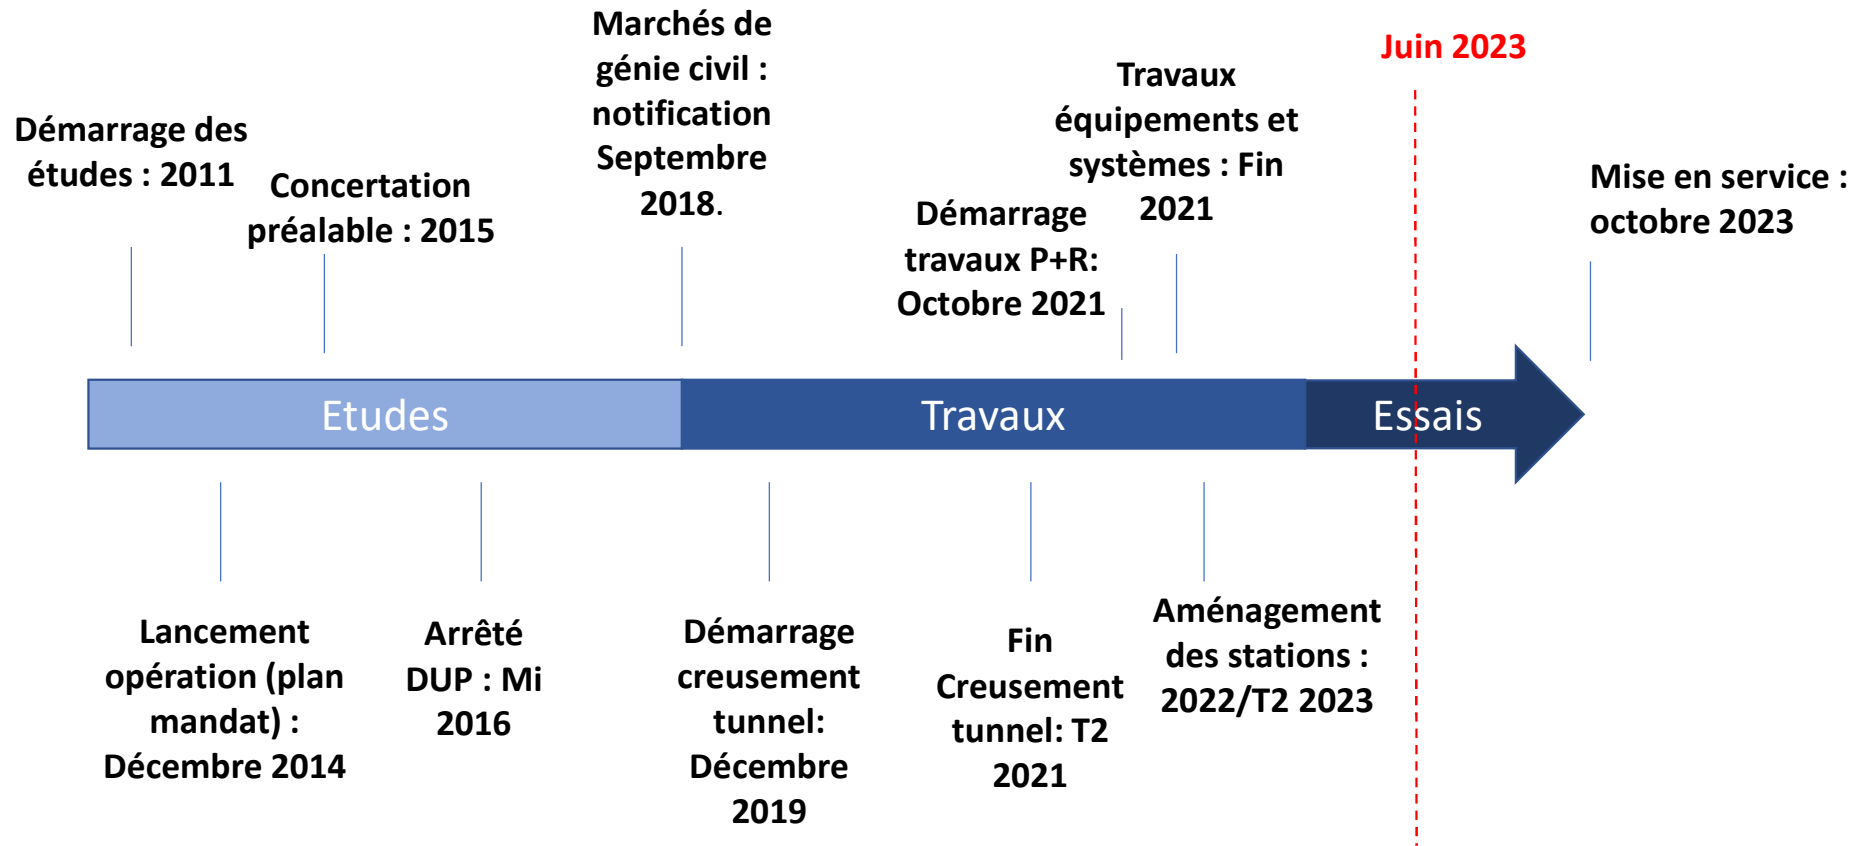 Démarrage des
études : 2011
Concertation
préalable : 2015
Marchés de
génie civil :
notification
Septembre
2018.
Démarrage
travaux P+R:
Octobre 2021
Travaux
équipements et
systèmes : Fin
2021
Juin 2023
Mise en service :
octobre 2023
Etudes
Travaux
Essais
Lancement
opération (plan
mandat) :
Décembre 2014
Arrêté
DUP : Mi
2016
Démarrage
creusement
tunnel:
Décembre
2019
Fin
Creusement
tunnel: T2
2021
Aménagement
des stations :
2022/T2 2023